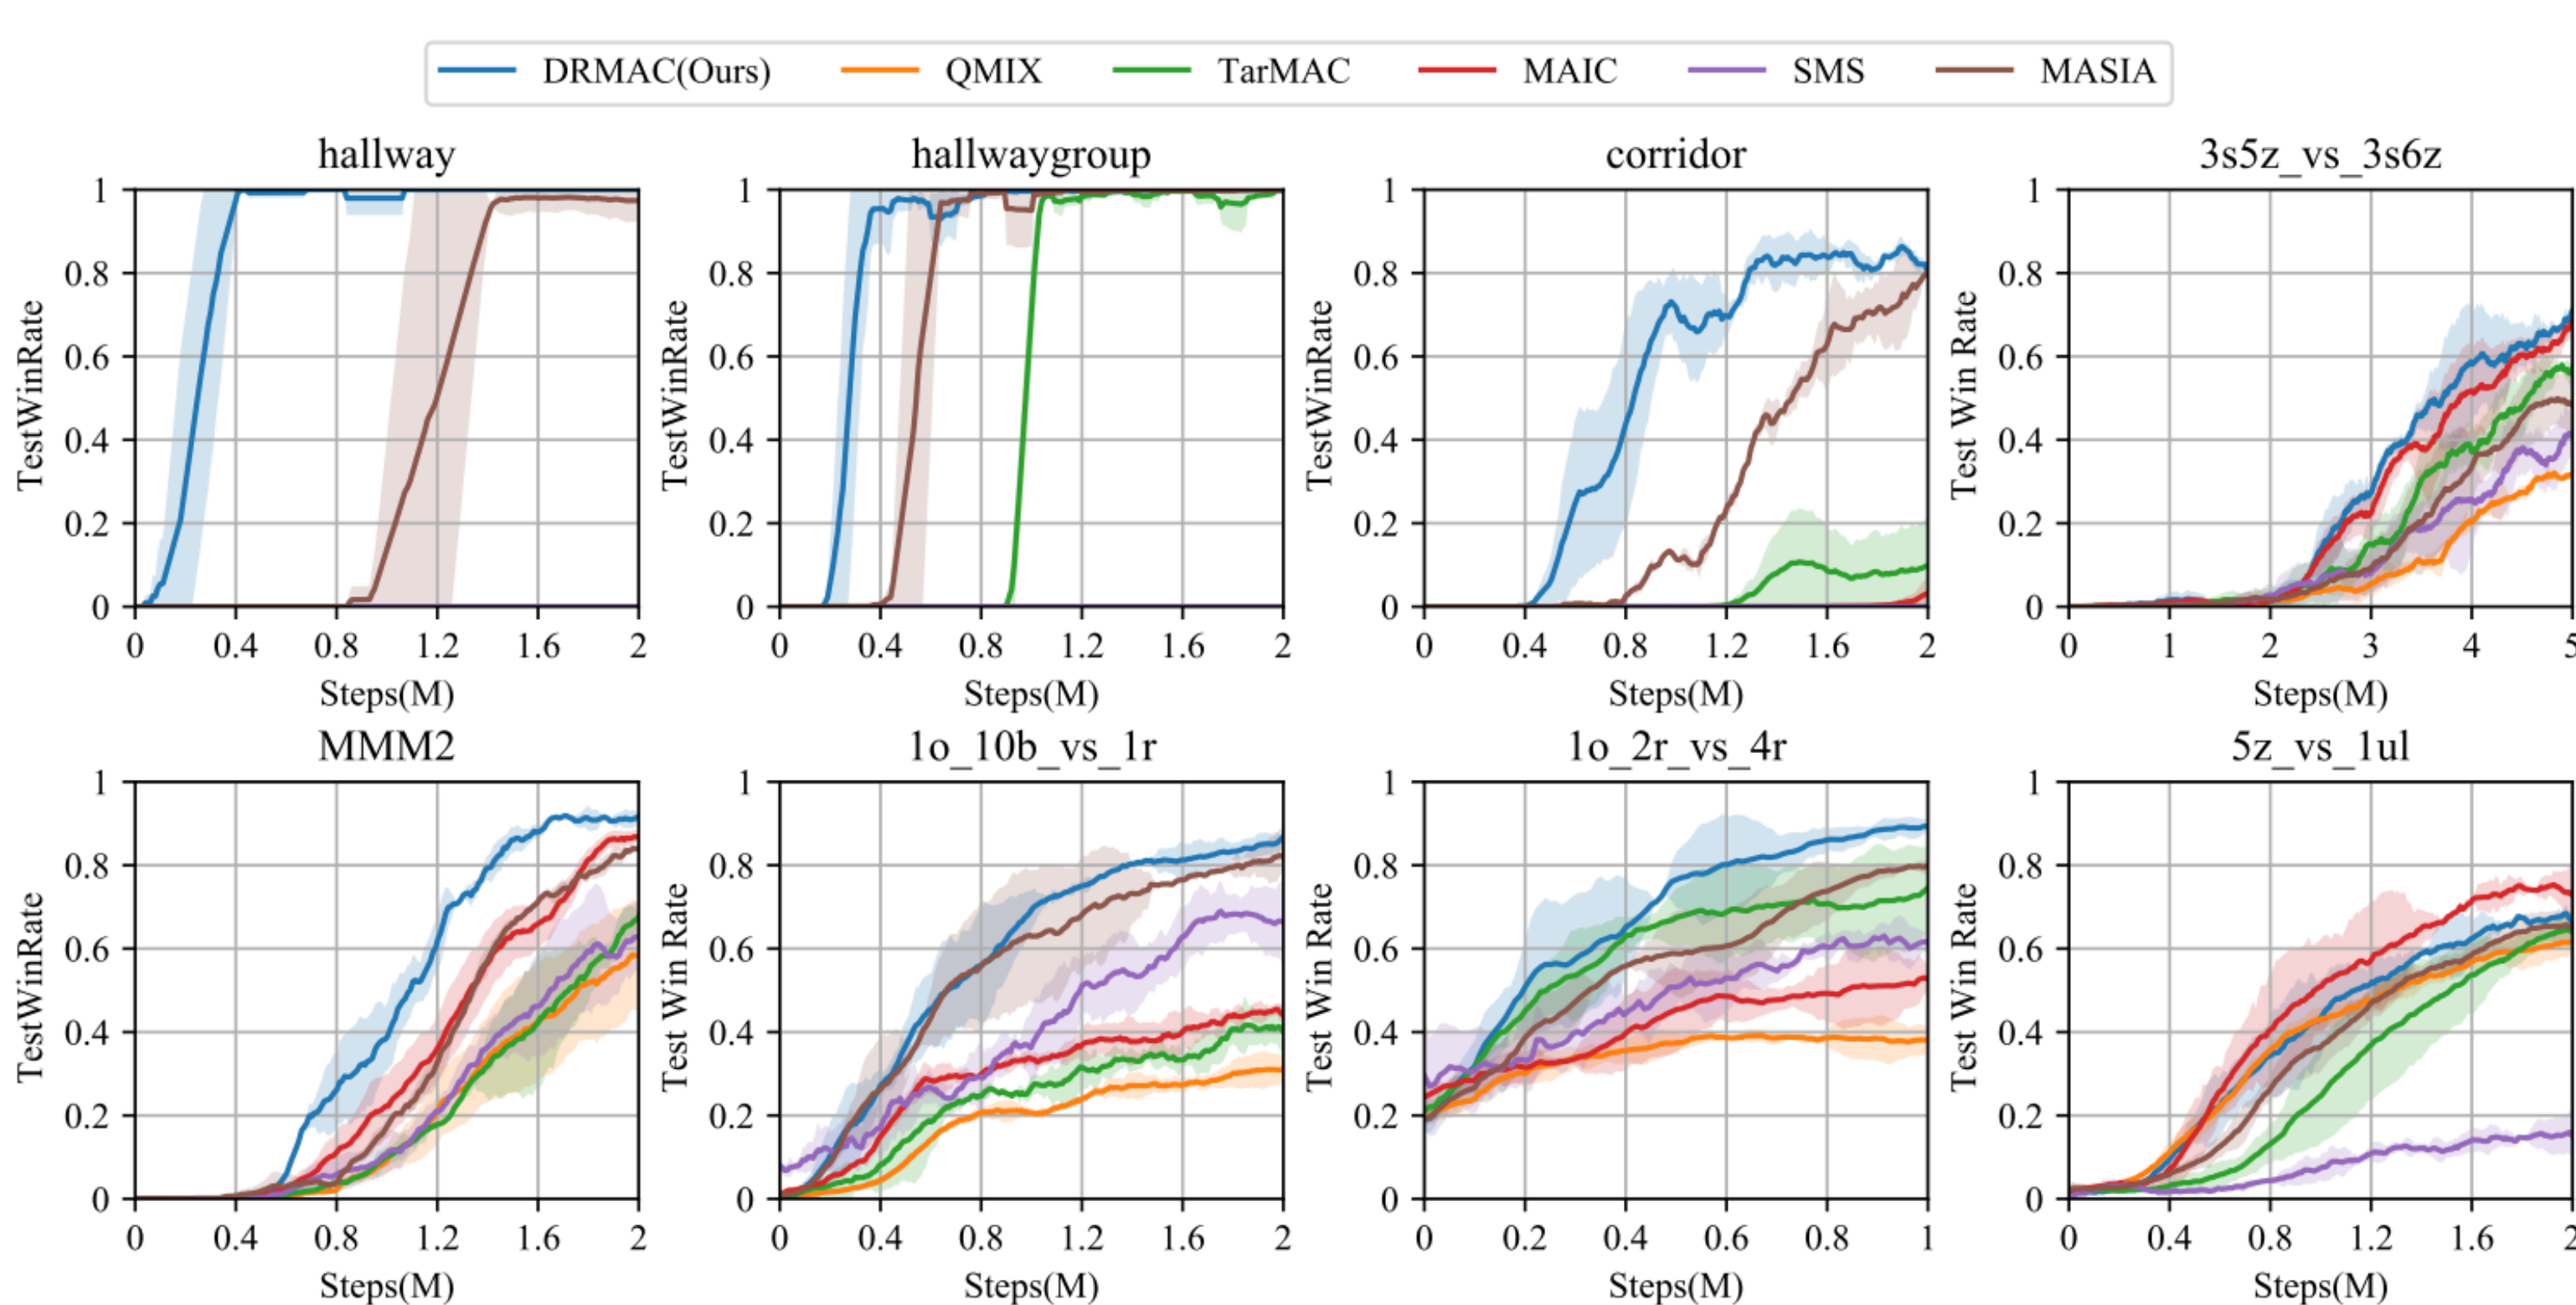 DRMAC(Ours) QMIX TarMAC MAIC SMS MASIA
hallway hallwaygroup corridor 3s5z_vs_3s6z
TestWinRate TestWinRate TestWinRate Test Win Rate
1 1 1 1
0.8 0.8 0.8 0.8
0.6 0.6 0.6 0.6
0.4 0.4 0.4 0.4
0.2 0.2 0.2 0.2
0 0 0 0
0 0.4 0.8 1.2 1.6 2 0 0.4 0.8 1.2 1.6 2 0 0.4 0.8 1.2 1.6 2 0 1 2 3 4 5
Steps(M) Steps(M) Steps(M) Steps(M)
MMM2 1o_10b_vs_1r 1o_2r_vs_4r 5z_vs_1ul
TestWinRate Test Win Rate Test Win Rate Test Win Rate
1 1 1 1
0.8 0.8 0.8 0.8
0.6 0.6 0.6 0.6
0.4 0.4 0.4 0.4
0.2 0.2 0.2 0.2
0 0 0 0
0 0.4 0.8 1.2 1.6 2 0 0.4 0.8 1.2 1.6 2 0 0.2 0.4 0.6 0.8 1 0 0.4 0.8 1.2 1.6 2
Steps(M) Steps(M) Steps(M) Steps(M)